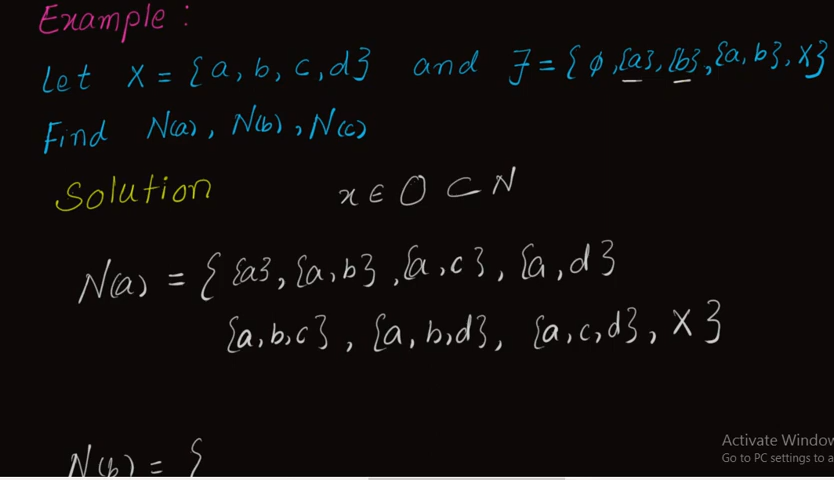 Example :
Let X = {a, b, c, d} and J = { φ, {a}, {b}, {a, b}, X}
Find N(a), N(b), N(c)
Solution x ∈ O ⊂ N
N(a) = { {a}, {a, b}, {a, c}, {a, d}
{a, b, c}, {a, b, d}, {a, c, d}, X }
N(b) = {
Activate Window
Go to PC settings to a